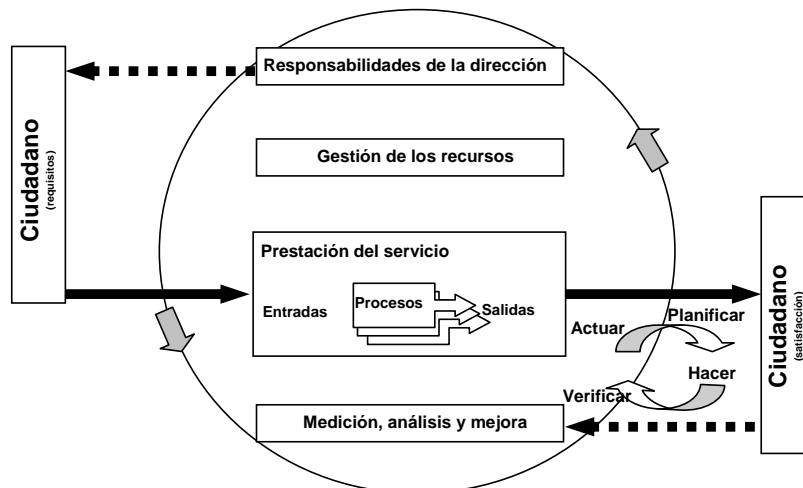 Responsabilidades de la dirección
Ciudadano
(requisitos)
Gestión de los recursos
Prestación del servicio
Entradas
Procesos
Salidas
Planificar
Actuar
Hacer
Verificar
Ciudadano
(satisfacción)
Medición, análisis y mejora